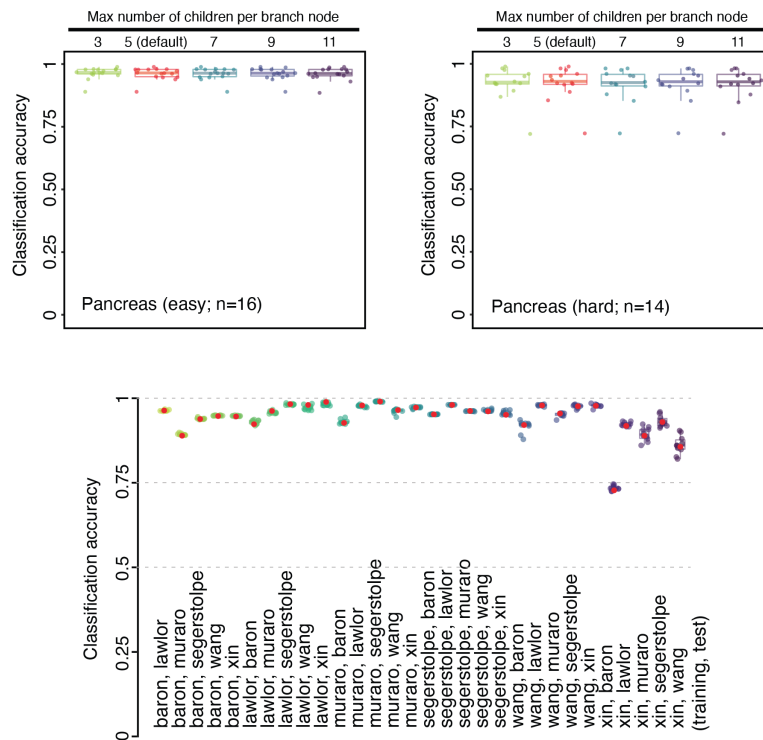 Max number of children per branch node
3 5 (default) 7 9 11
Classification accuracy
1
0.75
0.50
0.25
0
Pancreas (easy; n=16)
Max number of children per branch node
3 5 (default) 7 9 11
Classification accuracy
1
0.75
0.50
0.25
0
Pancreas (hard; n=14)
Classification accuracy
1
0.75
0.5
0.25
0
baron, lawlor
baron, muraro
baron, segerstolpe
baron, wang
baron, xin
lawlor, baron
lawlor, muraro
lawlor, segerstolpe
lawlor, wang
lawlor, xin
muraro, baron
muraro, lawlor
muraro, segerstolpe
muraro, wang
muraro, xin
segerstolpe, baron
segerstolpe, lawlor
segerstolpe, muraro
segerstolpe, wang
segerstolpe, xin
wang, baron
wang, lawlor
wang, muraro
wang, segerstolpe
wang, xin
xin, baron
xin, lawlor
xin, muraro
xin, segerstolpe
xin, wang
(training, test)